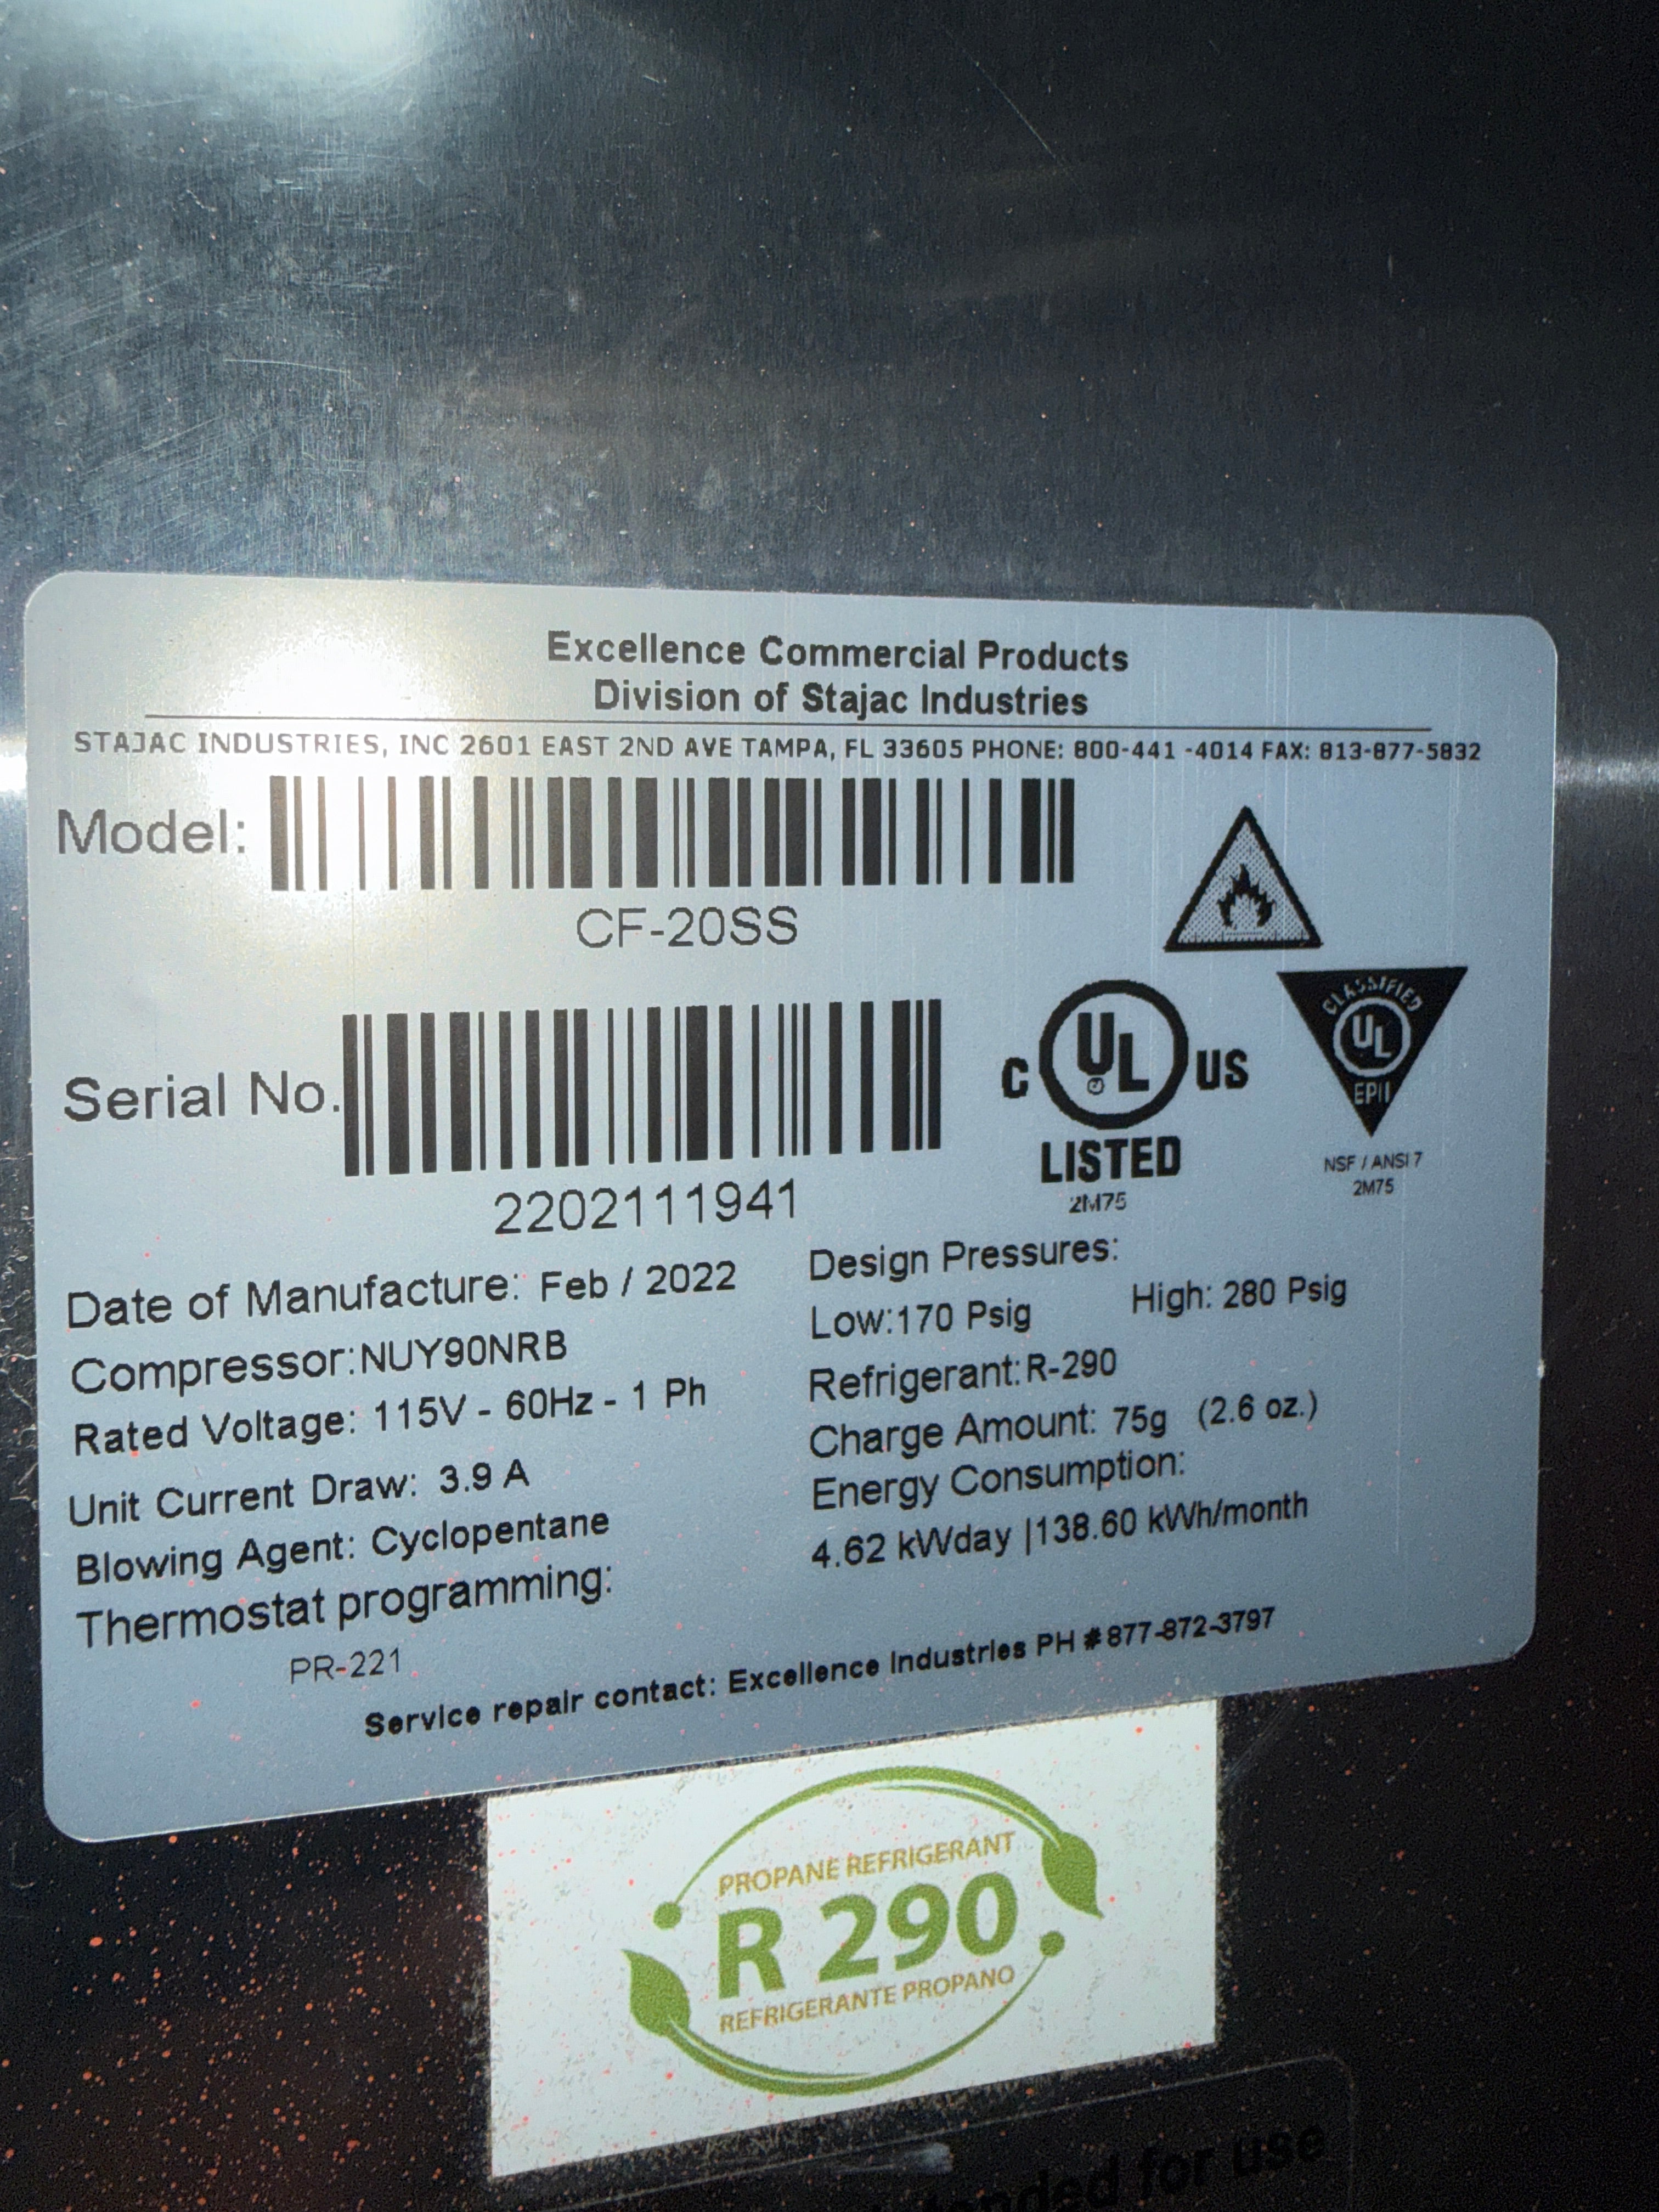 Excellence Commercial Products
Division of Stajac Industries
STAJAC INDUSTRIES, INC 2601 EAST 2ND AVE TAMPA, FL 33605 PHONE: 800-441 -4014 FAX: 813-877-5832
Model:
CF-20SS
Serial No.
2202111941
C UL US
LISTED
2M75
CLASSIFIED
UL
EPH
NSF / ANSI 7
2M75
Date of Manufacture: Feb / 2022
Compressor:NUY90NRB
Rated Voltage: 115V - 60Hz - 1 Ph
Unit Current Draw: 3.9 A
Blowing Agent: Cyclopentane
Thermostat programming:
PR-221
Design Pressures:
Low:170 Psig High: 280 Psig
Refrigerant:R-290
Charge Amount: 75g (2.6 oz.)
Energy Consumption:
4.62 kWday |138.60 kWh/month
Service repair contact: Excellence Industries PH #877-872-3797
PROPANE REFRIGERANT
R 290
REFRIGERANTE PROPANO
for use